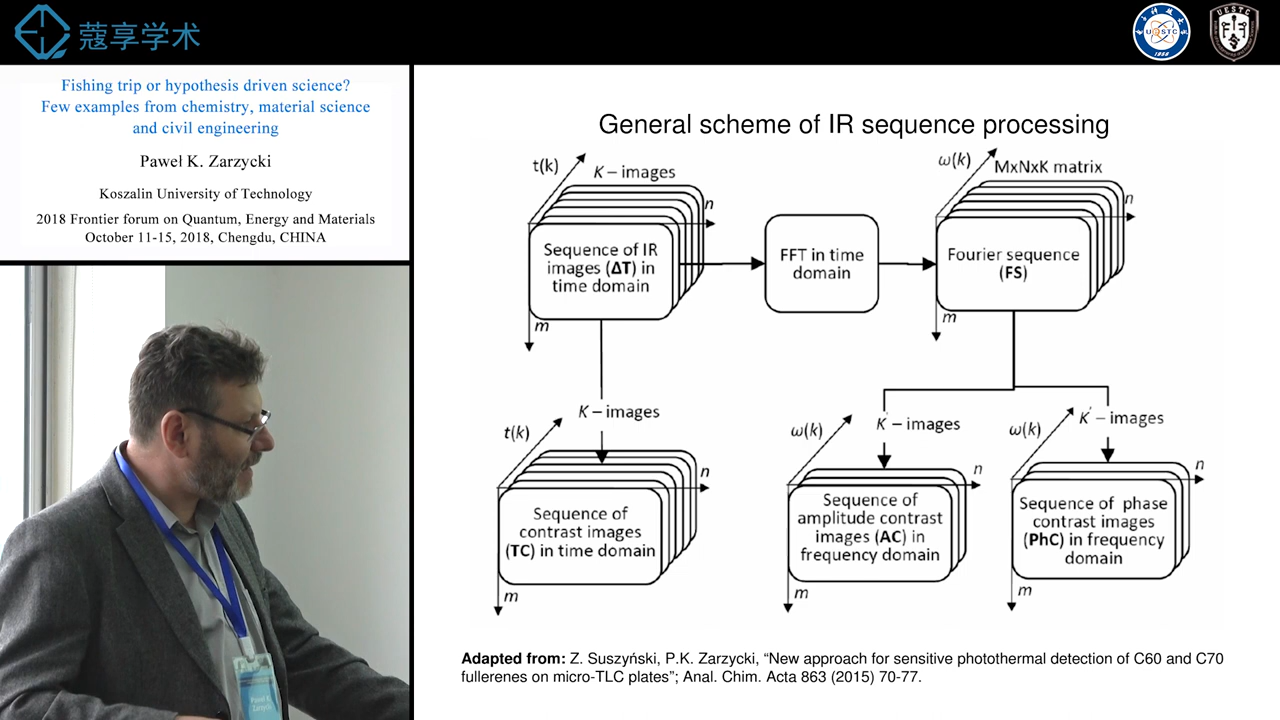 蔻享学术
UESTC
1956
UESTC
Fishing trip or hypothesis driven science?
Few examples from chemistry, material science
and civil engineering
Paweł K. Zarzycki
Koszalin University of Technology
2018 Frontier forum on Quantum, Energy and Materials
October 11-15, 2018, Chengdu, CHINA
General scheme of IR sequence processing
t(k)
K – images
n
Sequence of IR
images (ΔT) in
time domain
m
FFT in time
domain
ω(k)
MxNxK matrix
n
Fourier sequence
(FS)
m
K – images
t(k)
n
Sequence of
contrast images
(TC) in time domain
m
K' – images
ω(k)
n
Sequence of
amplitude contrast
images (AC) in
frequency domain
m
K' – images
ω(k)
n
Sequence of phase
contrast images
(PhC) in frequency
domain
m
Adapted from: Z. Suszyński, P.K. Zarzycki, “New approach for sensitive photothermal detection of C60 and C70
fullerenes on micro-TLC plates”; Anal. Chim. Acta 863 (2015) 70-77.